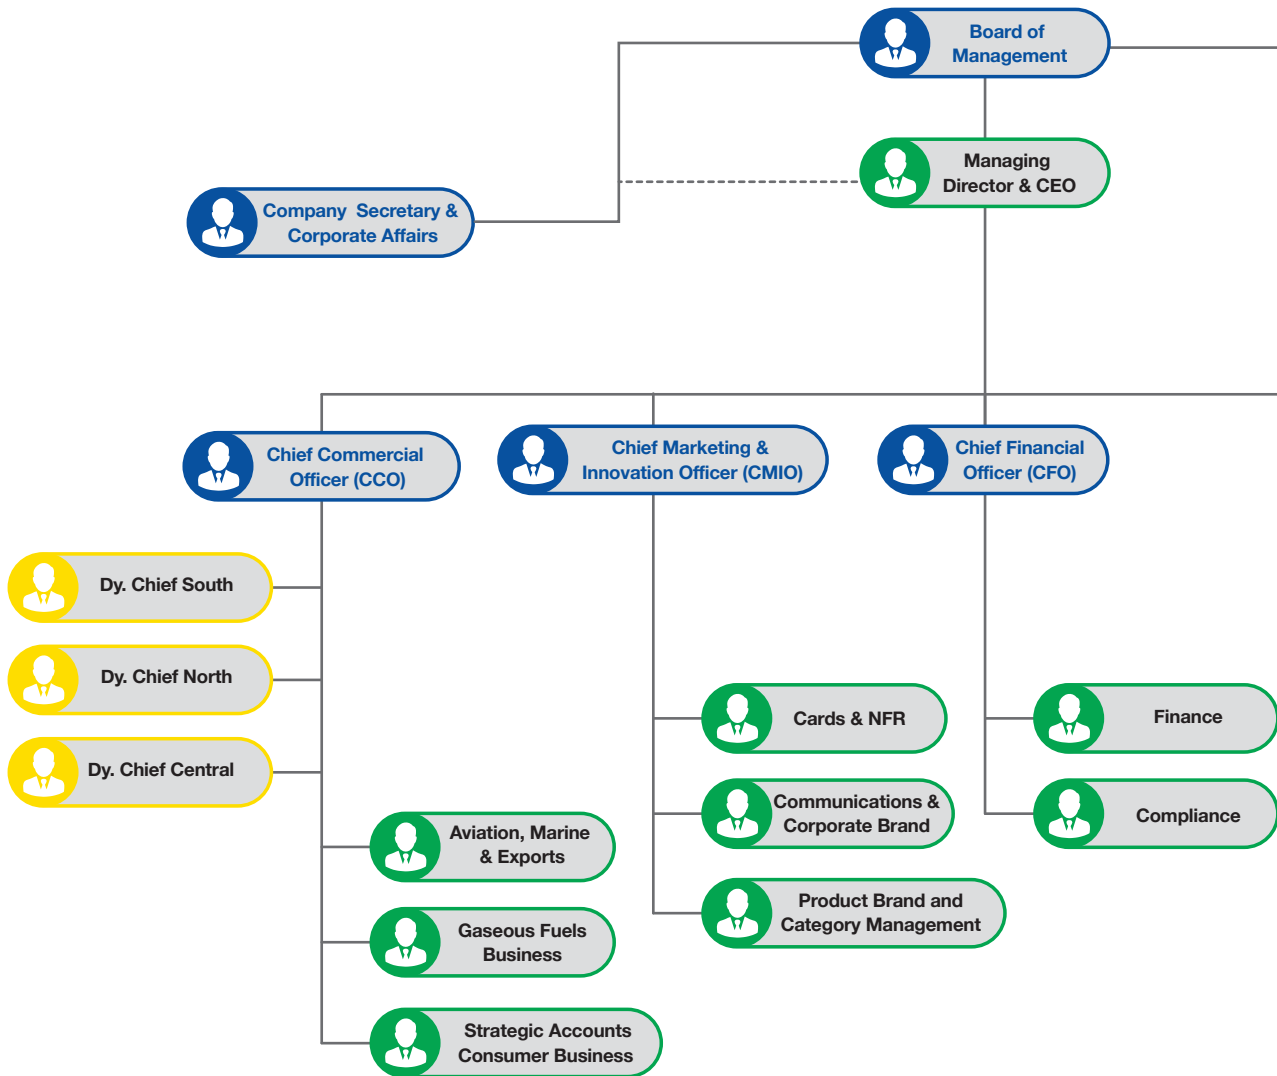 Board of
Management
Managing
Director & CEO
Company Secretary &
Corporate Affairs
Chief Commercial
Officer (CCO)
Chief Marketing &
Innovation Officer (CMIO)
Chief Financial
Officer (CFO)
Dy. Chief South
Dy. Chief North
Dy. Chief Central
Aviation, Marine
& Exports
Gaseous Fuels
Business
Strategic Accounts
Consumer Business
Cards & NFR
Communications &
Corporate Brand
Product Brand and
Category Management
Finance
Compliance